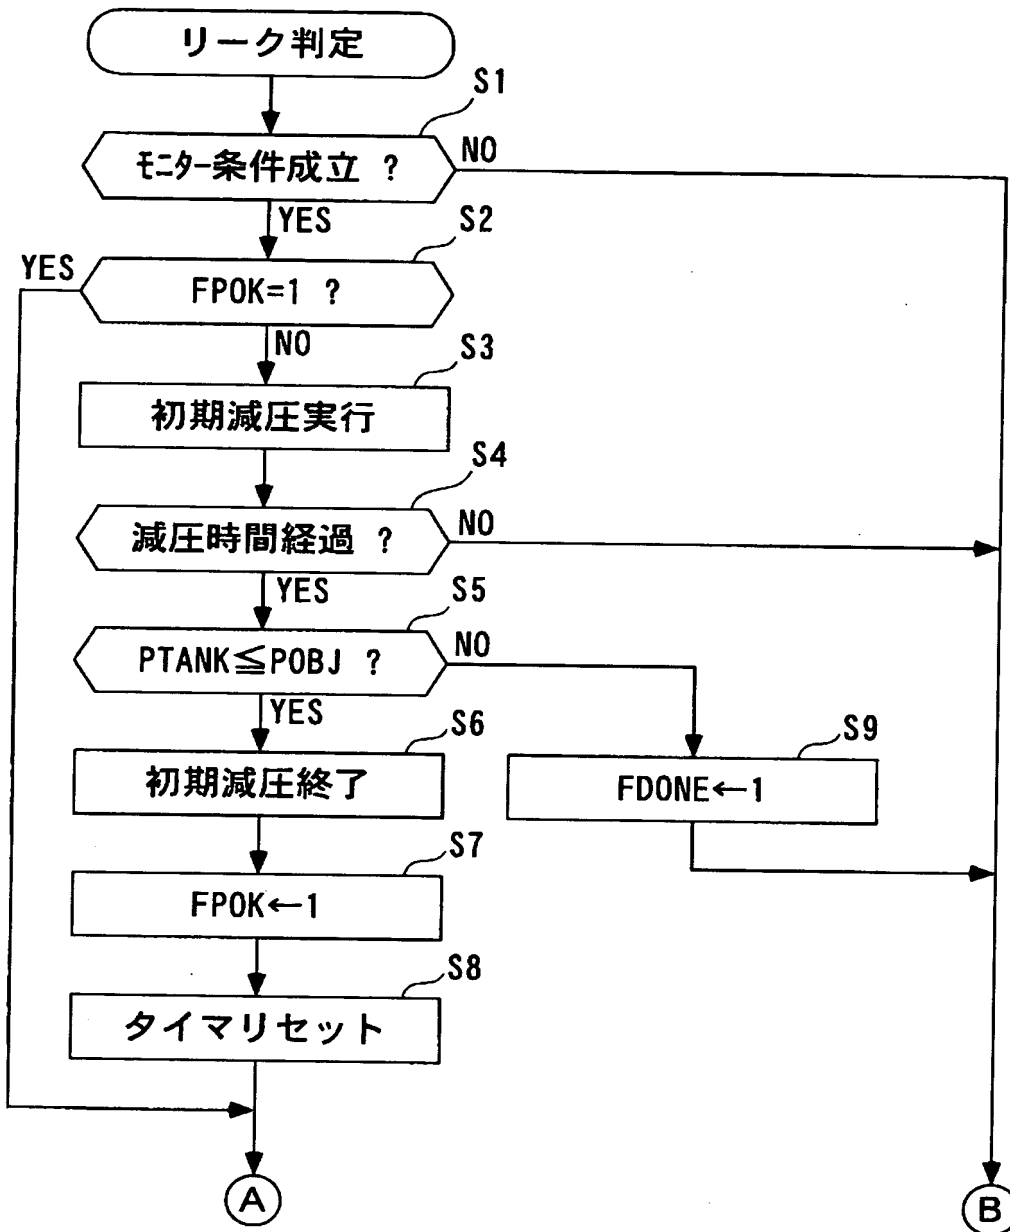 リーク判定
S1
モニター条件成立 ?
NO
YES
S2
YES
FPOK=1 ?
NO
S3
初期減圧実行
S4
減圧時間経過 ?
NO
YES
S5
PTANK≦POBJ ?
NO
YES
S6
初期減圧終了
S9
FDONE←1
S7
FPOK←1
S8
タイマリセット
A
B